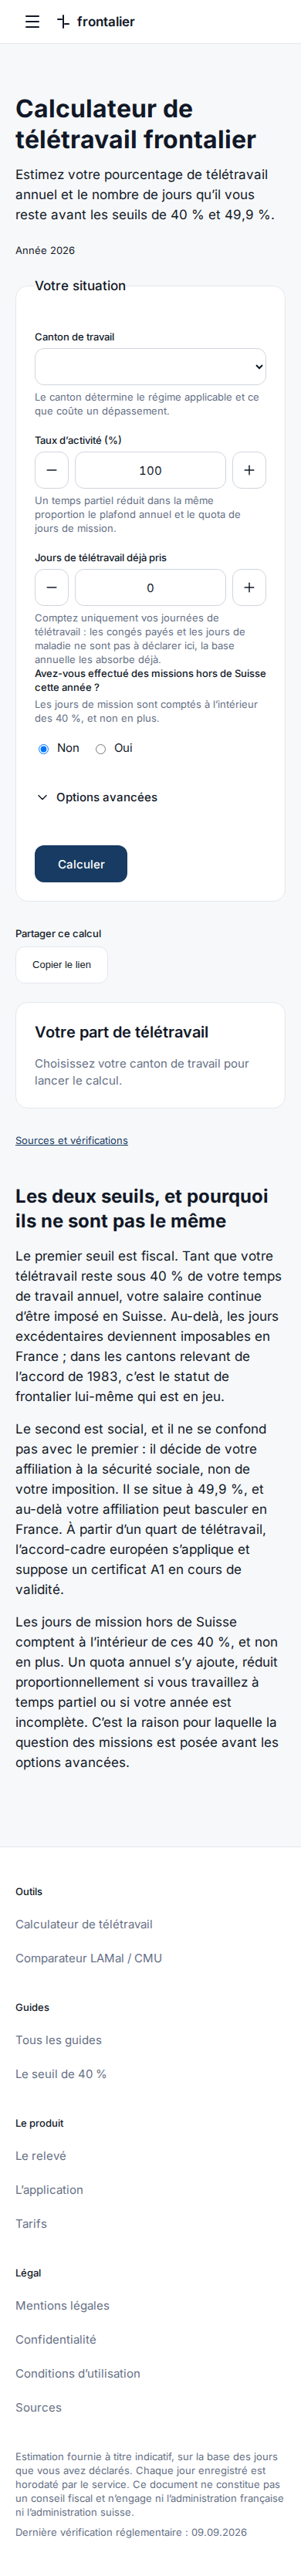 frontalier
Calculateur de
télétravail frontalier
Estimez votre pourcentage de télétravail
annuel et le nombre de jours qu’il vous
reste avant les seuils de 40 % et 49,9 %.
Année 2026
Votre situation
Canton de travail
Le canton détermine le régime applicable et ce
que coûte un dépassement.
Taux d’activité (%)
100
Un temps partiel réduit dans la même
proportion le plafond annuel et le quota de
jours de mission.
Jours de télétravail déjà pris
0
Comptez uniquement vos journées de
télétravail : les congés payés et les jours de
maladie ne sont pas à déclarer ici, la base
annuelle les absorbe déjà.
Avez-vous effectué des missions hors de Suisse
cette année ?
Les jours de mission sont comptés à l’intérieur
des 40 %, et non en plus.
Non Oui
Options avancées
Calculer
Partager ce calcul
Copier le lien
Votre part de télétravail
Choisissez votre canton de travail pour
lancer le calcul.
Sources et vérifications
Les deux seuils, et pourquoi
ils ne sont pas le même
Le premier seuil est fiscal. Tant que votre
télétravail reste sous 40 % de votre temps
de travail annuel, votre salaire continue
d’être imposé en Suisse. Au-delà, les jours
excédentaires deviennent imposables en
France ; dans les cantons relevant de
l’accord de 1983, c’est le statut de
frontalier lui-même qui est en jeu.
Le second est social, et il ne se confond
pas avec le premier : il décide de votre
affiliation à la sécurité sociale, non de
votre imposition. Il se situe à 49,9 %, et
au-delà votre affiliation peut basculer en
France. À partir d’un quart de télétravail,
l’accord-cadre européen s’applique et
suppose un certificat A1 en cours de
validité.
Les jours de mission hors de Suisse
comptent à l’intérieur de ces 40 %, et non
en plus. Un quota annuel s’y ajoute, réduit
proportionnellement si vous travaillez à
temps partiel ou si votre année est
incomplète. C’est la raison pour laquelle la
question des missions est posée avant les
options avancées.
Outils
Calculateur de télétravail
Comparateur LAMal / CMU
Guides
Tous les guides
Le seuil de 40 %
Le produit
Le relevé
L’application
Tarifs
Légal
Mentions légales
Confidentialité
Conditions d’utilisation
Sources
Estimation fournie à titre indicatif, sur la base des jours
que vous avez déclarés. Chaque jour enregistré est
horodaté par le service. Ce document ne constitue pas
un conseil fiscal et n’engage ni l’administration française
ni l’administration suisse.
Dernière vérification réglementaire : 09.09.2026